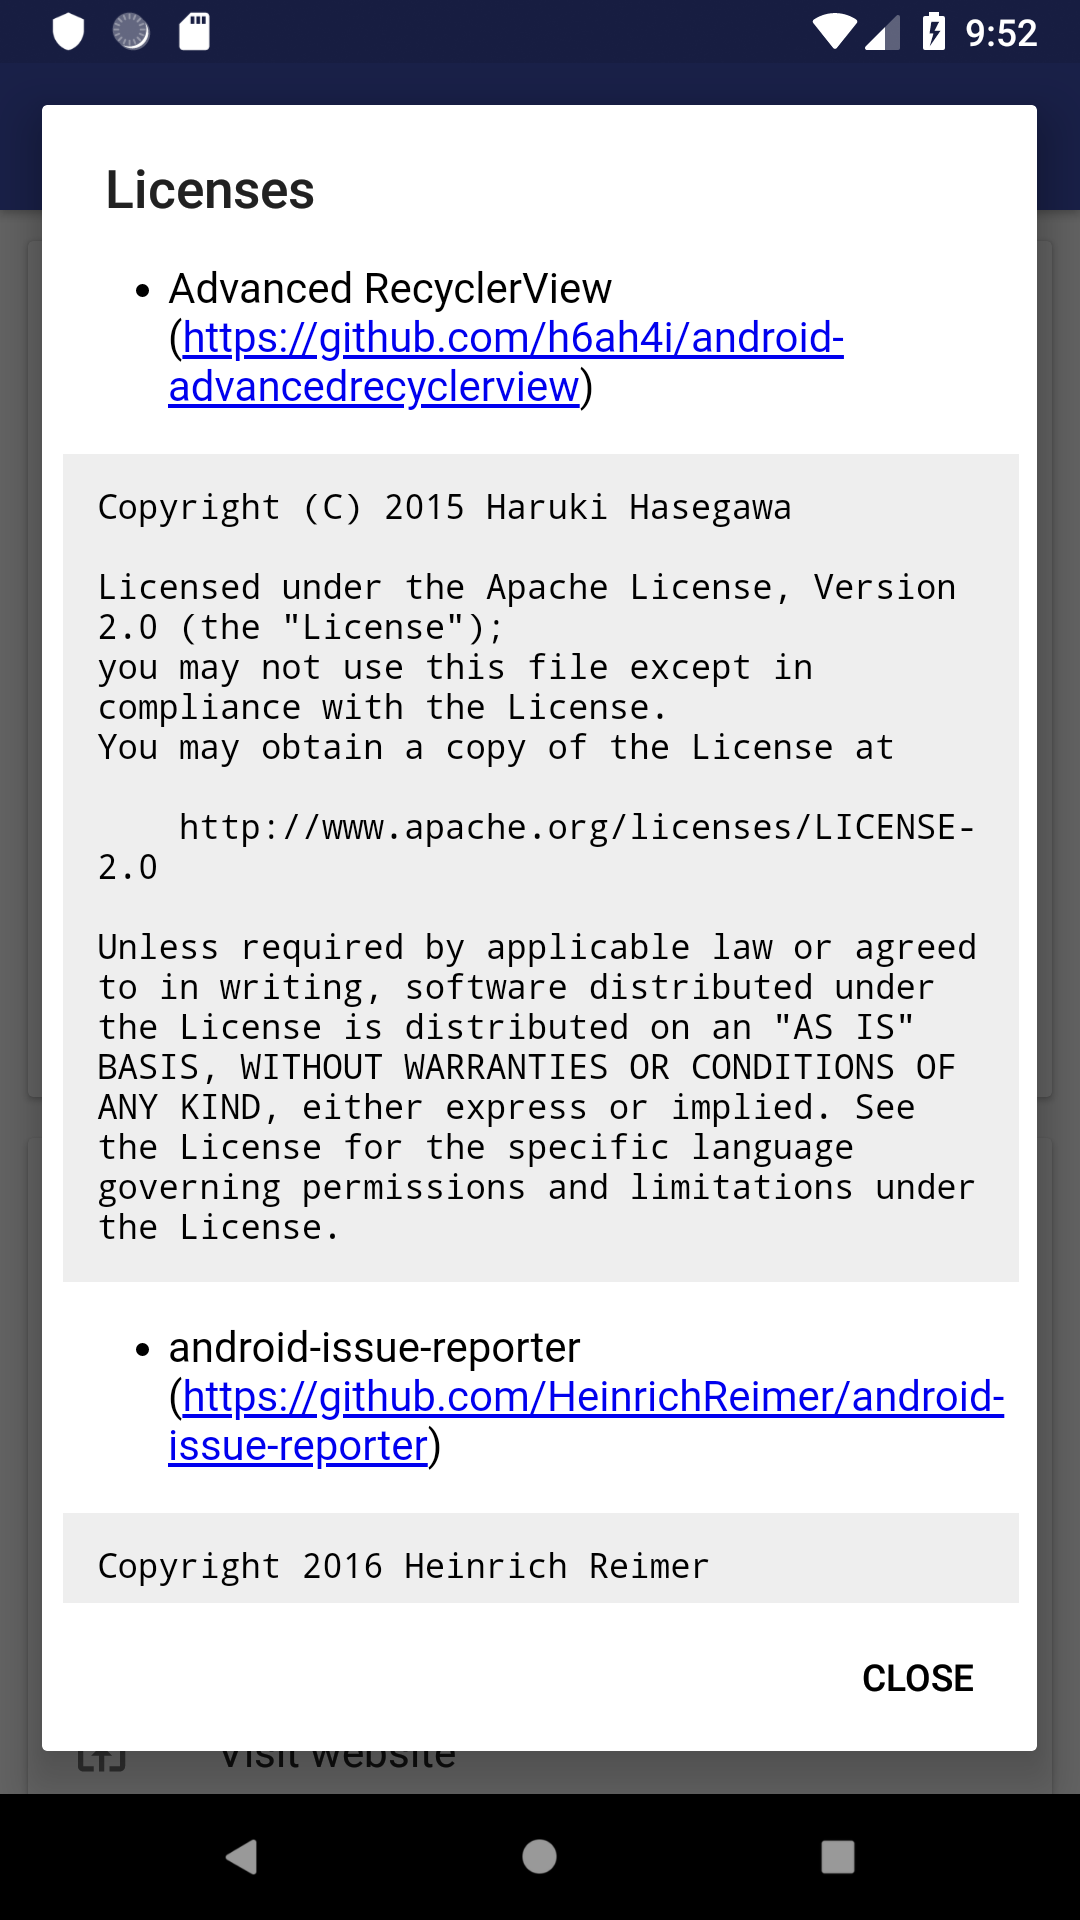 9:52
Licenses
• Advanced RecyclerView
(https://github.com/h6ah4i/android-
advancedrecyclerview)
Copyright (C) 2015 Haruki Hasegawa
Licensed under the Apache License, Version
2.0 (the "License");
you may not use this file except in
compliance with the License.
You may obtain a copy of the License at
http://www.apache.org/licenses/LICENSE-
2.0
Unless required by applicable law or agreed
to in writing, software distributed under
the License is distributed on an "AS IS"
BASIS, WITHOUT WARRANTIES OR CONDITIONS OF
ANY KIND, either express or implied. See
the License for the specific language
governing permissions and limitations under
the License.
• android-issue-reporter
(https://github.com/HeinrichReimer/android-
issue-reporter)
Copyright 2016 Heinrich Reimer
CLOSE
Visit website